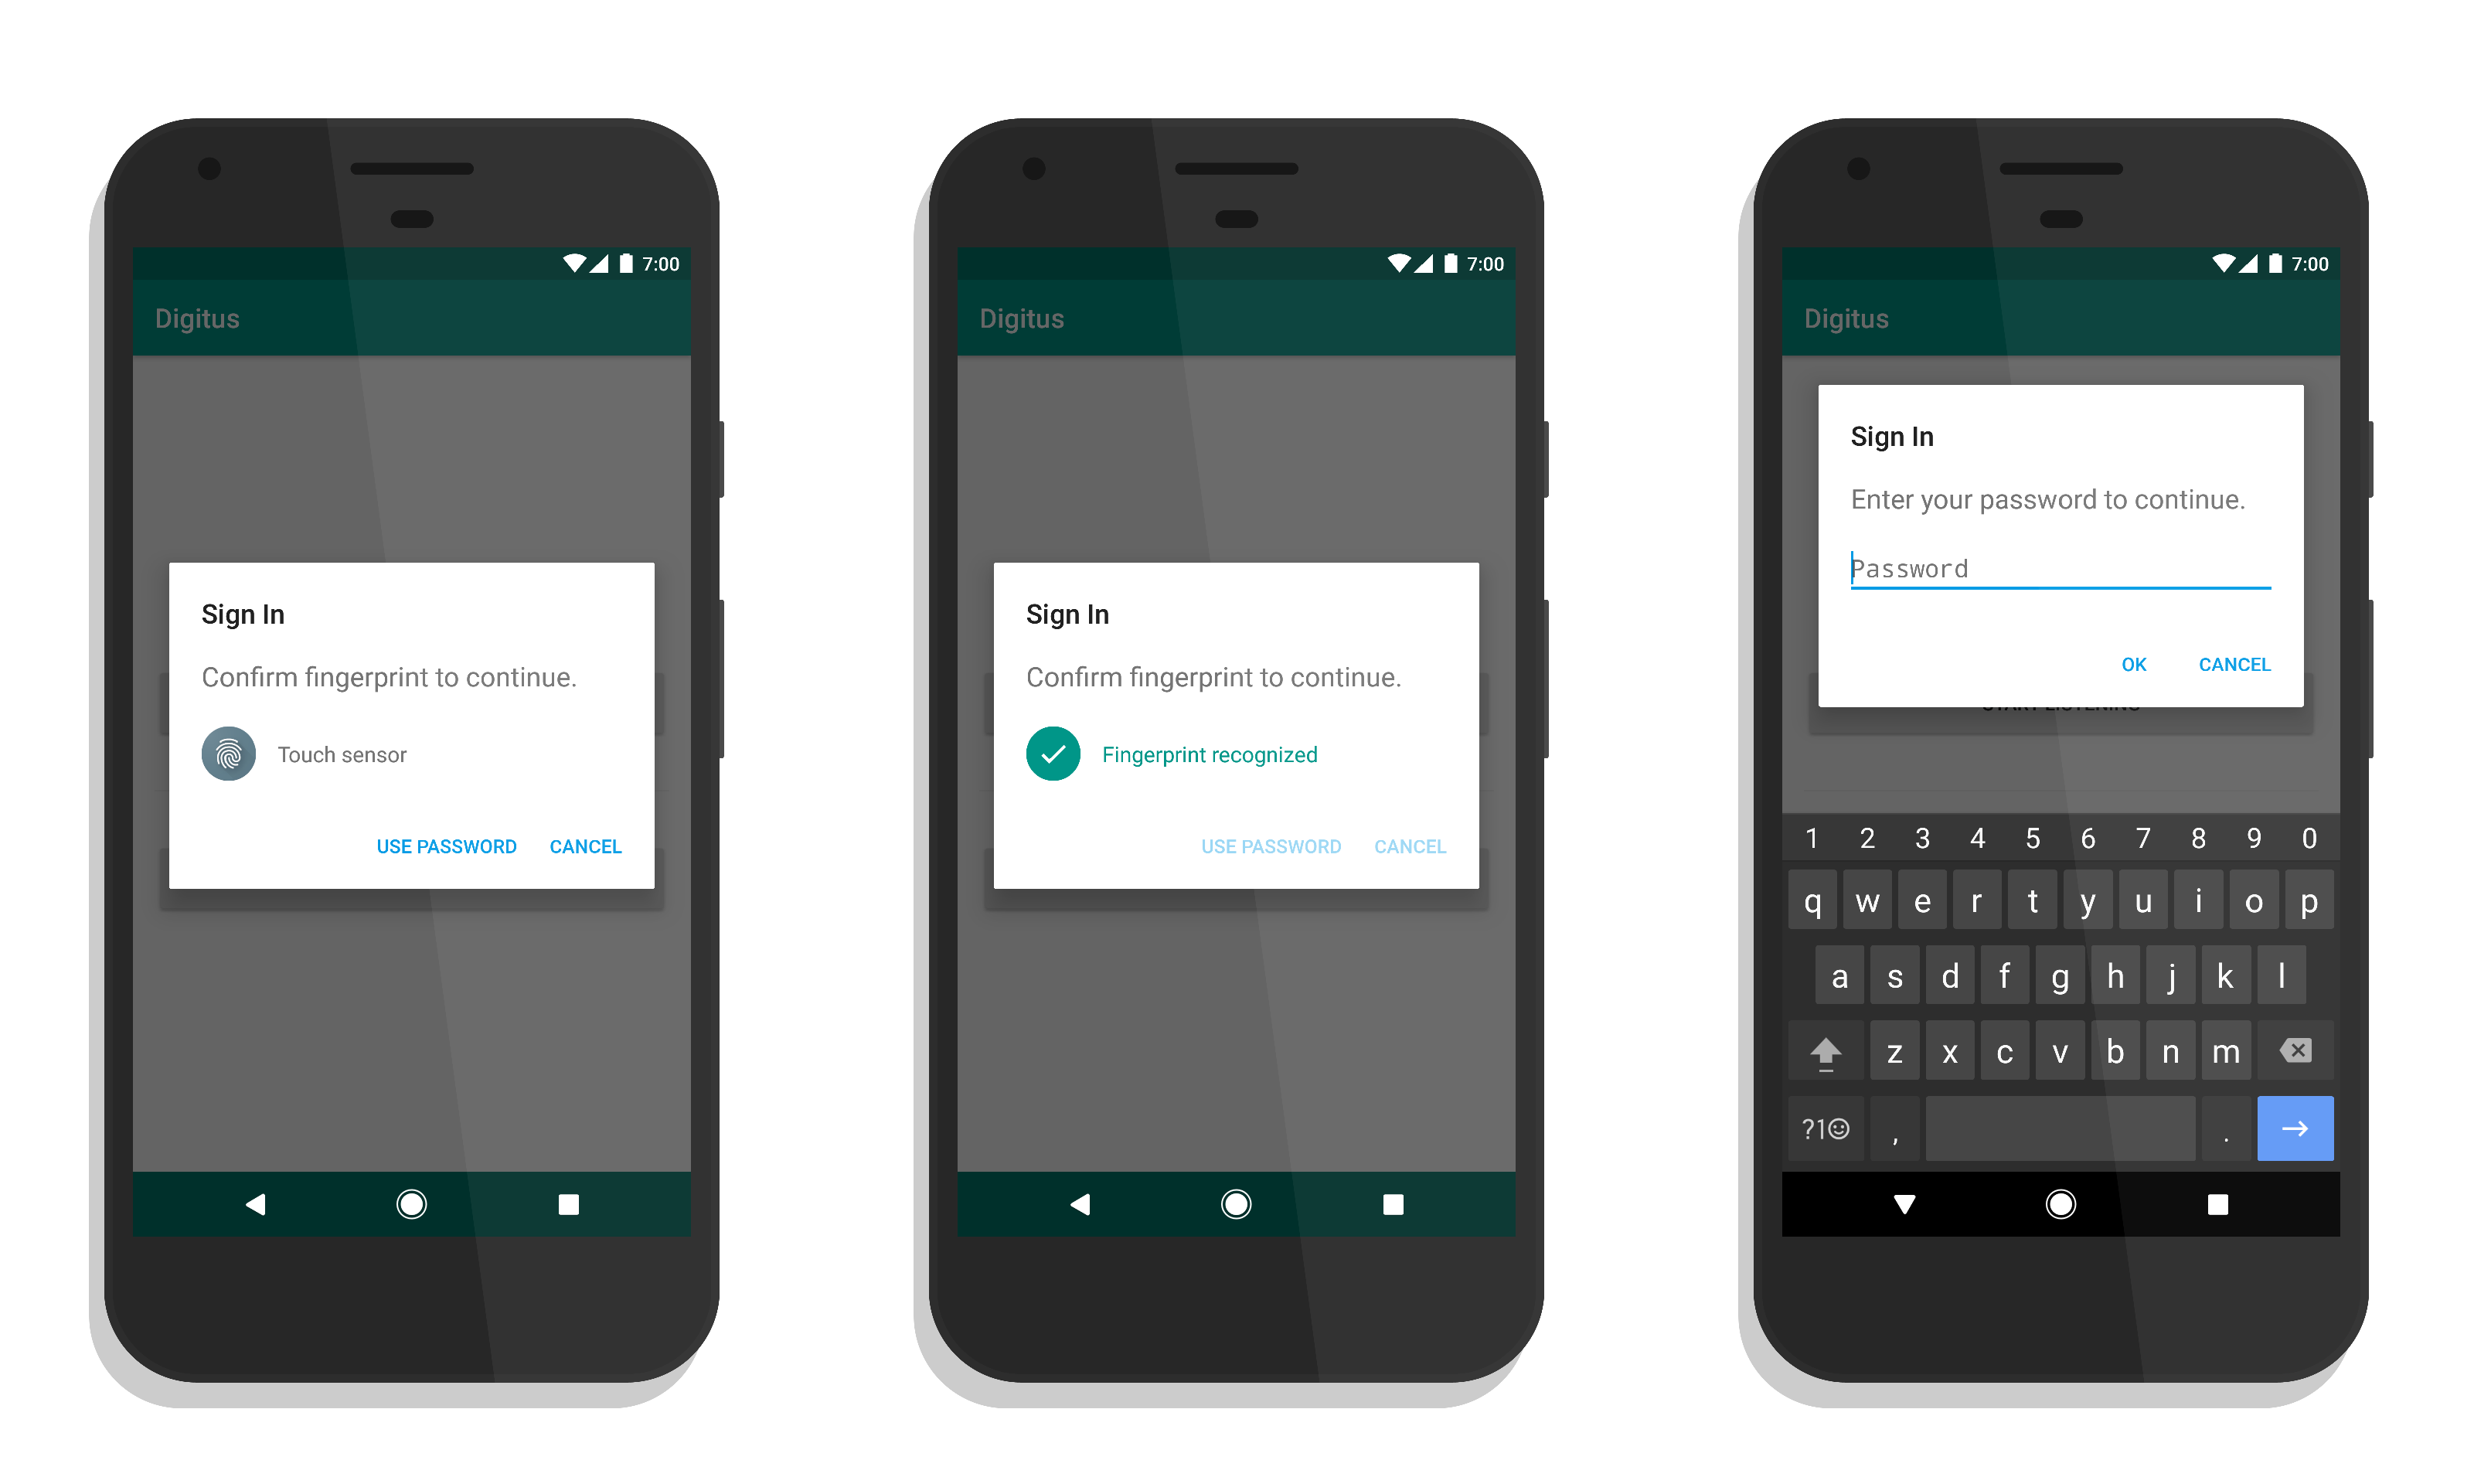 7:00
Digitus
Sign In
Confirm fingerprint to continue.
Touch sensor
USE PASSWORD CANCEL
7:00
Digitus
Sign In
Confirm fingerprint to continue.
Fingerprint recognized
USE PASSWORD CANCEL
7:00
Digitus
Sign In
Enter your password to continue.
Password
OK CANCEL
START LISTENING
1 2 3 4 5 6 7 8 9 0
q w e r t y u i o p
a s d f g h j k l
z x c v b n m
?1☺ , .